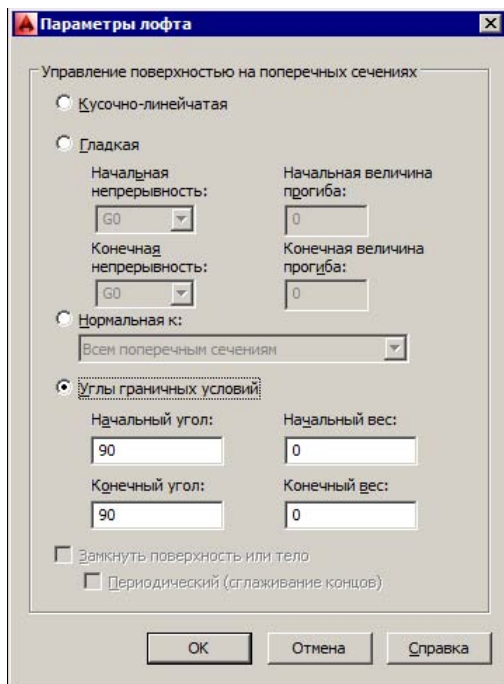 Параметры лофта
Управление поверхностью на поперечных сечениях
Кусочно-линейчатая
Гладкая
Начальная непрерывность:
Начальная величина прогиба:
G0
0
Конечная непрерывность:
Конечная величина прогиба:
G0
0
Нормальная к:
Всем поперечным сечениям
Углы граничных условий
Начальный угол:
Начальный вес:
90
0
Конечный угол:
Конечный вес:
90
0
Замкнуть поверхность или тело
Периодический (сглаживание концов)
OK
Отмена
Справка